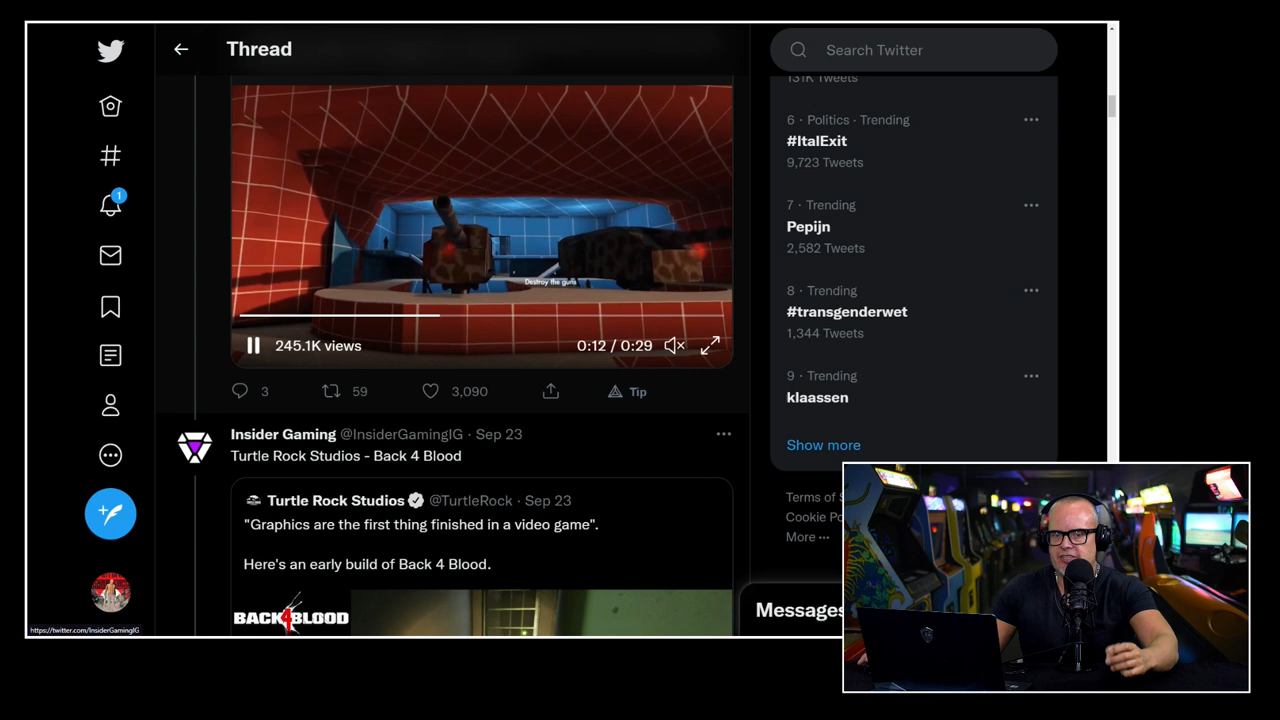 Thread
Destroy the guns
245.1K views
0:12 / 0:29
3
59
3,090
Tip
Insider Gaming @InsiderGamingIG · Sep 23
Turtle Rock Studios - Back 4 Blood
Turtle Rock Studios @TurtleRock · Sep 23
"Graphics are the first thing finished in a video game".
Here's an early build of Back 4 Blood.
BACK4BLOOD
1
https://twitter.com/InsiderGamingIG
Search Twitter
131K Tweets
6 · Politics · Trending
#ItalExit
9,723 Tweets
7 · Trending
Pepijn
2,582 Tweets
8 · Trending
#transgenderwet
1,344 Tweets
9 · Trending
klaassen
Show more
Terms of
Cookie Po
More ···
Messages